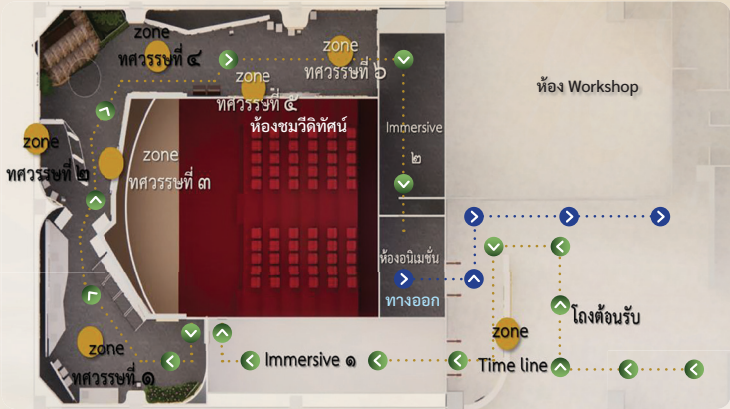 zone
ทศวรรษที่ ๔
zone
ทศวรรษที่ ๖
zone
ทศวรรษที่ ๕
ห้อง Workshop
ห้องชมวีดิทัศน์
Immersive
๒
zone
ทศวรรษที่ ๒
zone
ทศวรรษที่ ๓
ห้องอนิเมชั่น
ทางออก
โถงต้อนรับ
zone
Time line
zone
ทศวรรษที่ ๑
Immersive ๑